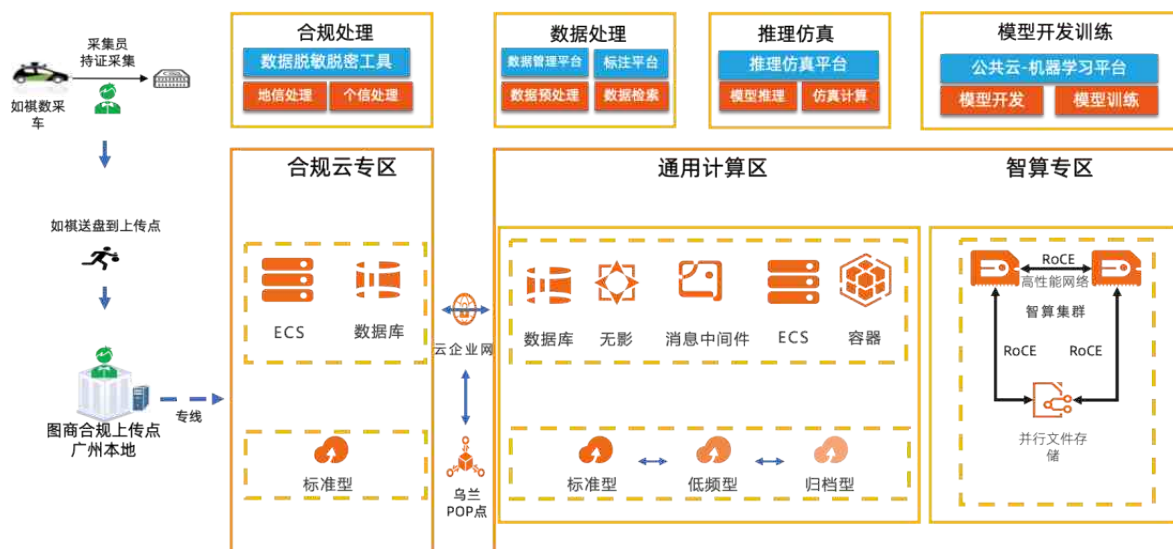 采集员
持证采集
如祺数采
车
如祺送盘到上传点
图商合规上传点
广州本地
专线
合规处理
数据脱敏脱密工具
地信处理
个信处理
数据处理
数据管理平台
标注平台
数据预处理
数据检索
推理仿真
推理仿真平台
模型推理
仿真计算
模型开发训练
公共云-机器学习平台
模型开发
模型训练
合规云专区
ECS
数据库
标准型
云企业网
乌兰
POP点
通用计算区
数据库
无影
消息中间件
ECS
容器
标准型
低频型
归档型
智算专区
RoCE
高性能网络
智算集群
RoCE
RoCE
并行文件存
储